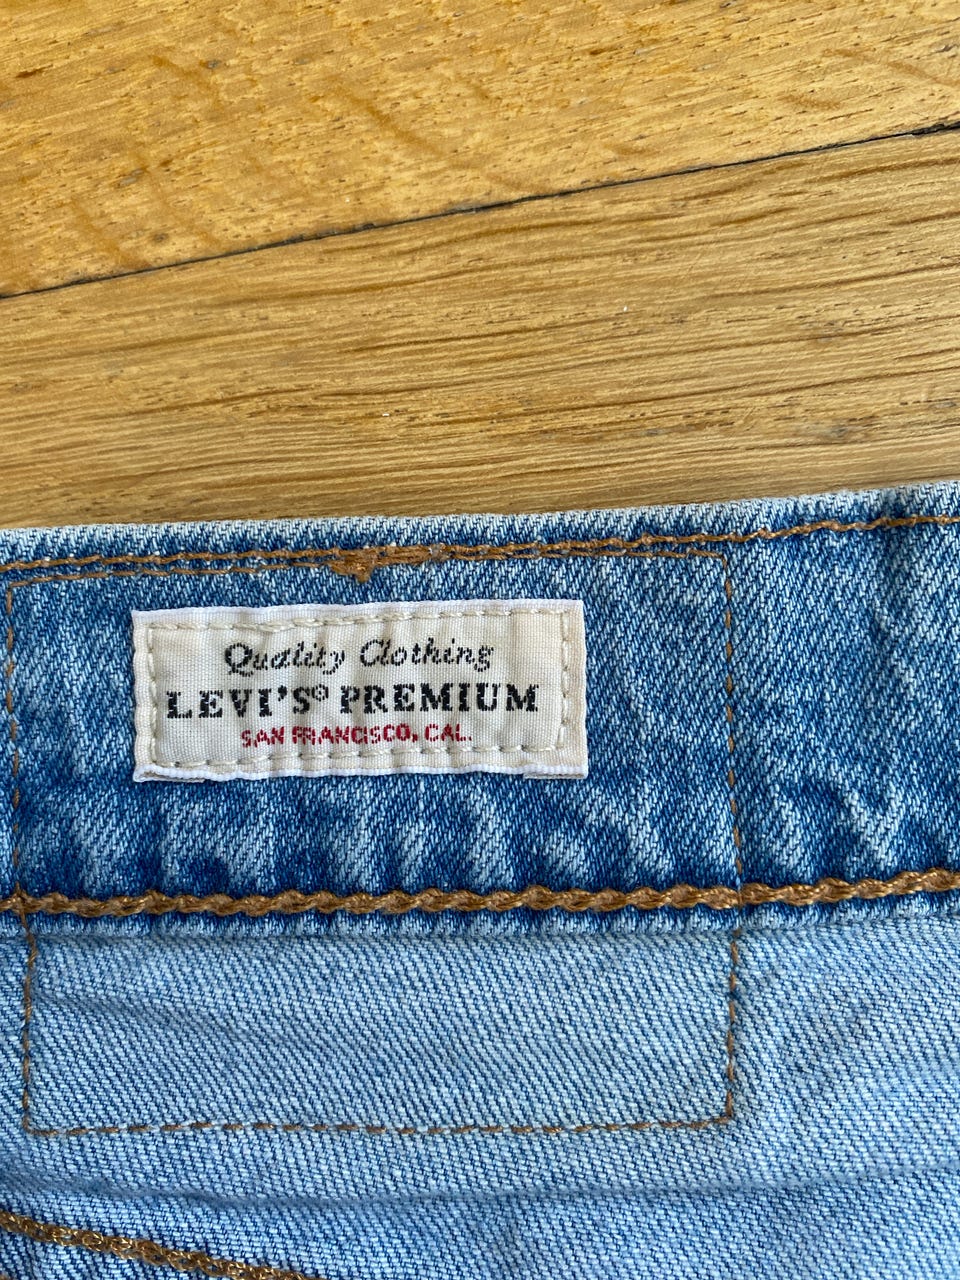 Quality Clothing
LEVI'S® PREMIUM
SAN FRANCISCO, CAL.